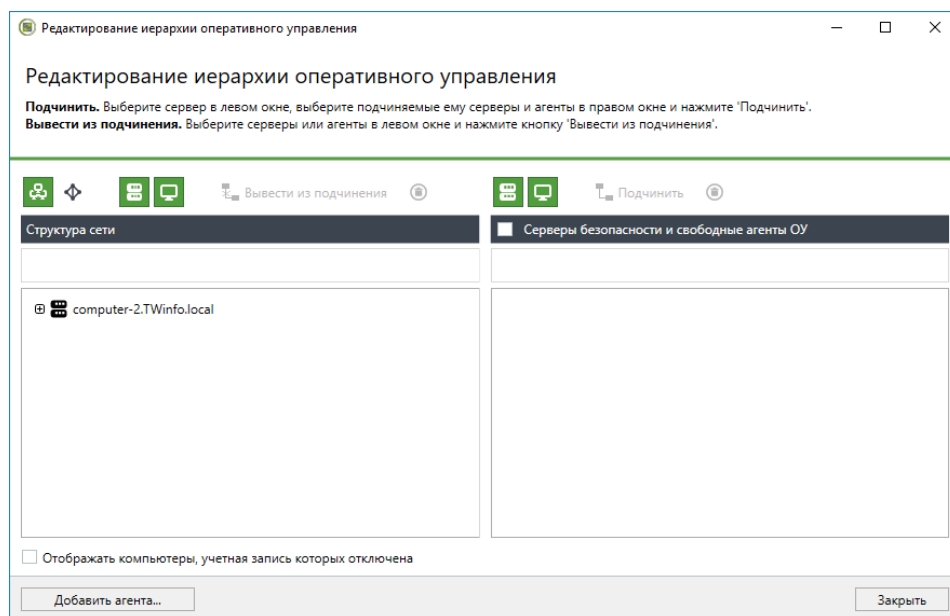 Редактирование иерархии оперативного управления
Редактирование иерархии оперативного управления
Подчинить. Выберите сервер в левом окне, выберите подчиняемые ему серверы и агенты в правом окне и нажмите 'Подчинить'.
Вывести из подчинения. Выберите серверы или агенты в левом окне и нажмите кнопку 'Вывести из подчинения'.
Вывести из подчинения
Подчинить
Структура сети
Серверы безопасности и свободные агенты ОУ
computer-2.TWinfo.local
Отображать компьютеры, учетная запись которых отключена
Добавить агента...
Закрыть